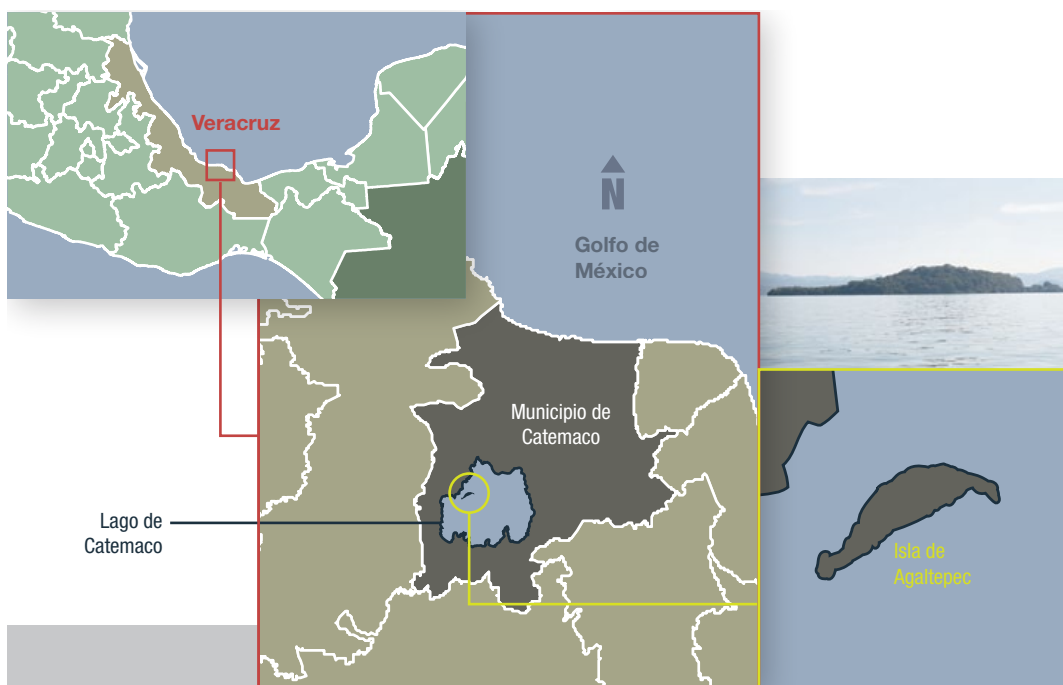 Veracruz
N
Golfo de
México
Municipio de
Catemaco
Lago de
Catemaco
Isla de
Agaltepec